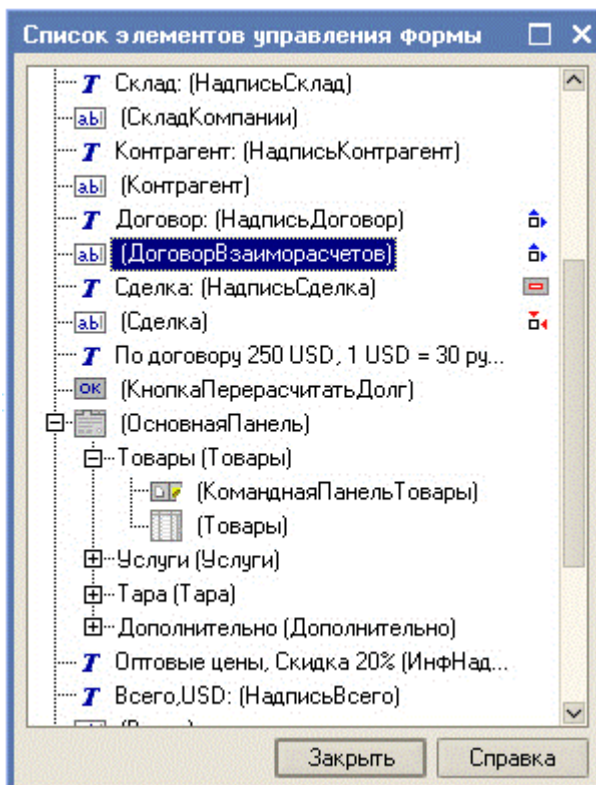 Список элементов управления формы
Склад: (НадписьСклад)
(СкладКомпании)
Контрагент: (НадписьКонтрагент)
(Контрагент)
Договор: (НадписьДоговор)
(ДоговорВзаиморасчетов)
Сделка: (НадписьСделка)
(Сделка)
По договору 250 USD, 1 USD = 30 ру...
(КнопкаПерерасчитатьДолг)
(ОсновнаяПанель)
Товары (Товары)
(КоманднаяПанельТовары)
(Товары)
Услуги (Услуги)
Тара (Тара)
Дополнительно (Дополнительно)
Оптовые цены, Скидка 20% (ИнфНад...
Всего,USD: (НадписьВсего)
Закрыть Справка